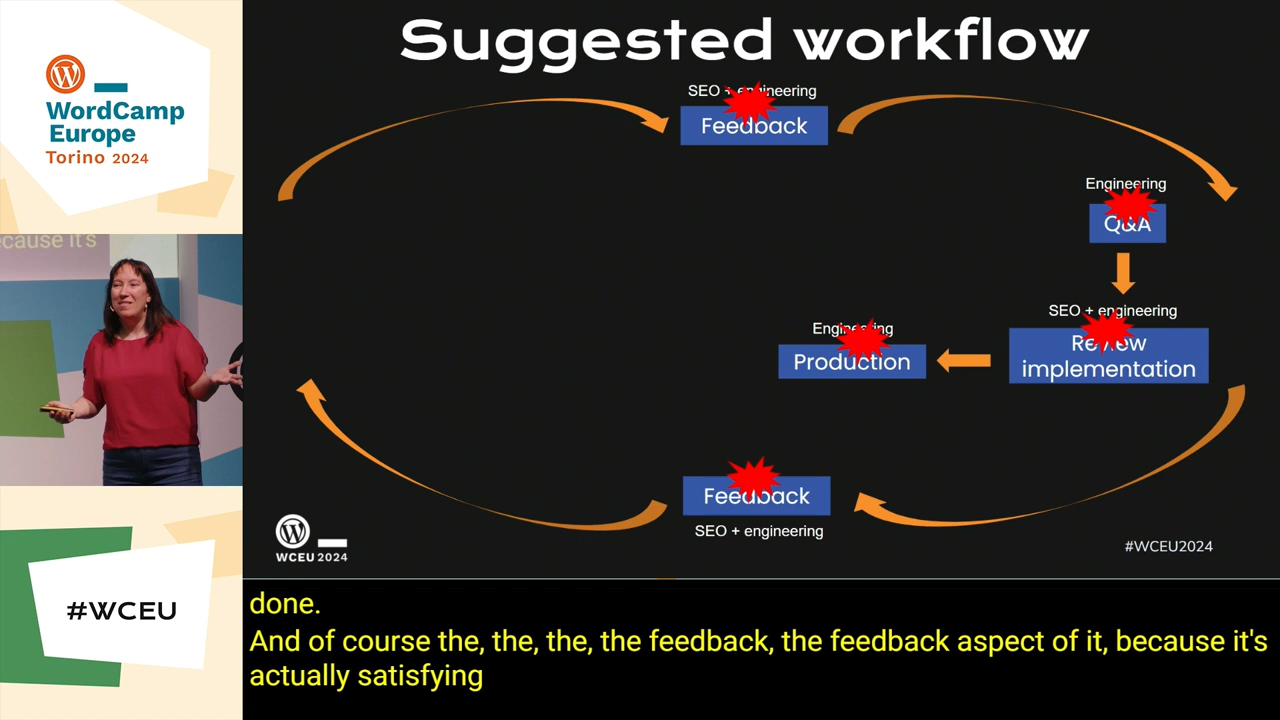 WordCamp
Europe
Torino 2024
ecause it's
#WCEU
Suggested workflow
SEO + engineering
Feedback
Engineering
Q&A
SEO + engineering
Review
implementation
Engineering
Production
Feedback
SEO + engineering
WCEU 2024
#WCEU2024
done.
And of course the, the, the, the feedback, the feedback aspect of it, because it's
actually satisfying